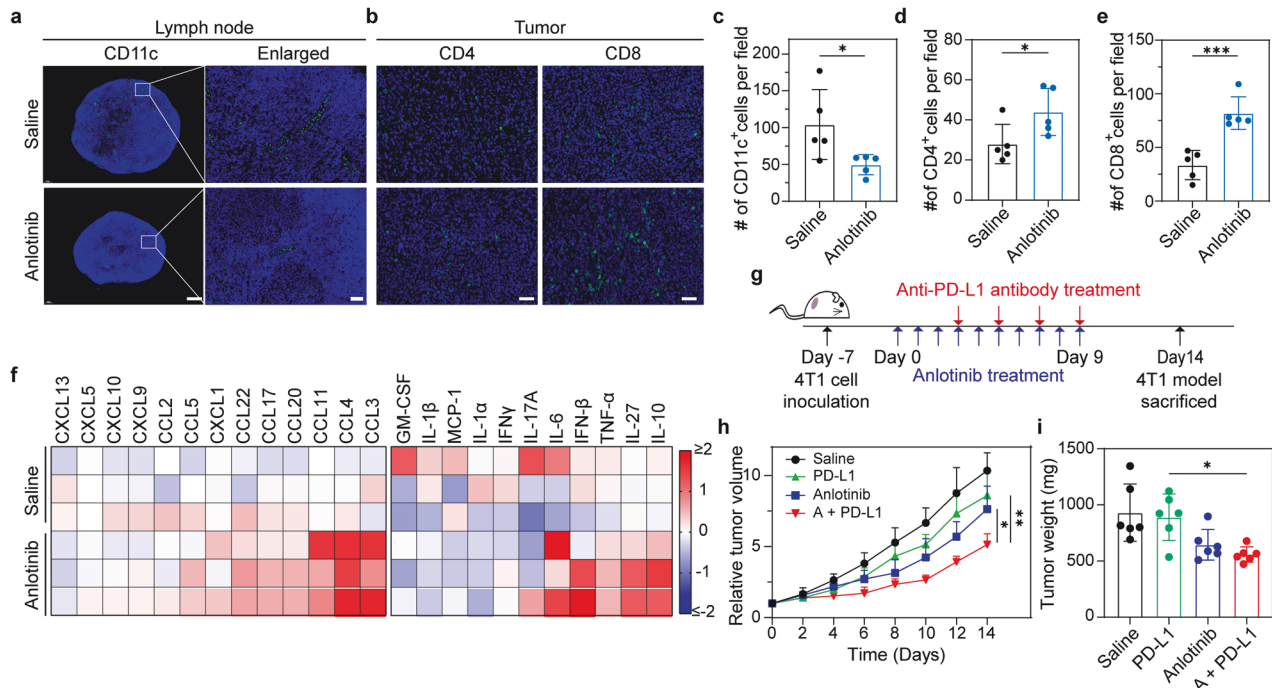 a
Lymph node
CD11c
Enlarged
Saline
Anlotinib
b
Tumor
CD4
CD8
c
# of CD11c⁺cells per field
200
150
100
50
0
*
Saline
Anlotinib
d
#of CD4⁺cells per field
80
60
40
20
0
*
Saline
Anlotinib
e
#of CD8⁺cells per field
150
100
50
0
***
Saline
Anlotinib
f
CXCL13
CXCL5
CXCL10
CXCL9
CCL2
CCL5
CXCL1
CCL22
CCL17
CCL20
CCL11
CCL4
CCL3
GM-CSF
IL-1β
MCP-1
IL-1α
IFNγ
IL-17A
IL-6
IFN-β
TNF-α
IL-27
IL-10
Saline
Anlotinib
≥2
1
0
-1
≤-2
g
Anti-PD-L1 antibody treatment
Day -7
Day 0
Day 9
Day14
4T1 cell
inoculation
Anlotinib treatment
4T1 model
sacrificed
h
Relative tumor volume
10
5
0
Saline
PD-L1
Anlotinib
A + PD-L1
*
**
0 2 4 6 8 10 12 14
Time (Days)
i
Tumor weight (mg)
1500
1000
500
0
*
Saline
PD-L1
Anlotinib
A + PD-L1